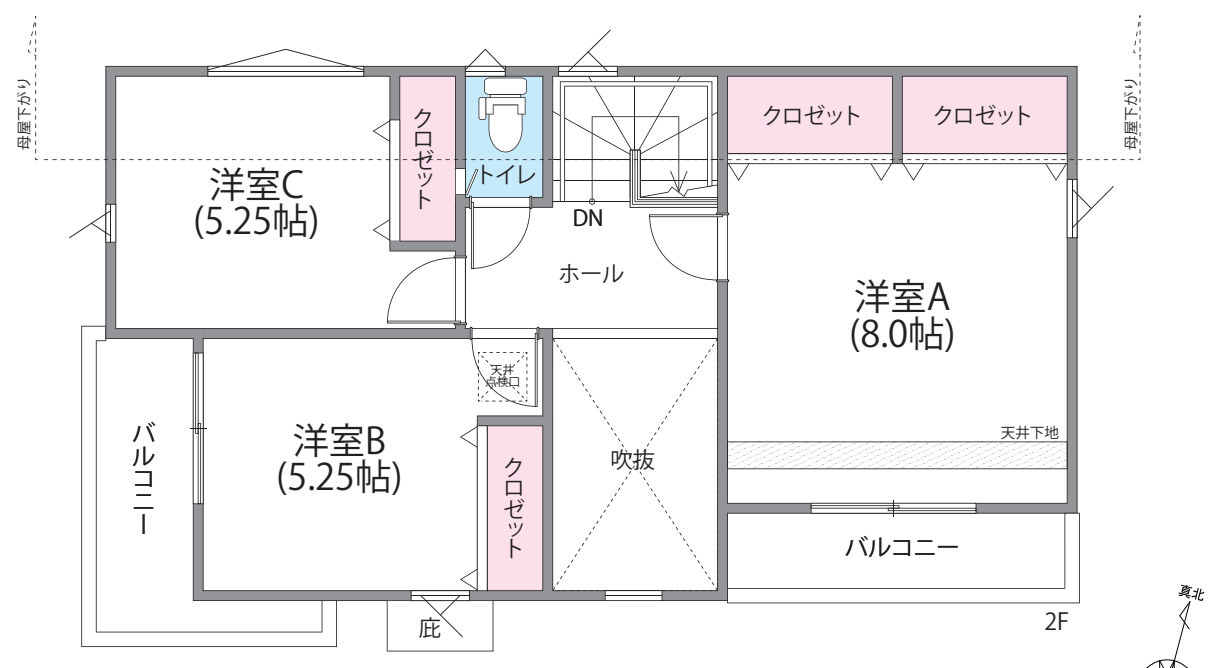 母屋下がり
母屋下がり
クロゼット
トイレ
クロゼット
クロゼット
洋室C
(5.25帖)
DN
ホール
洋室A
(8.0帖)
天井
点検口
バルコニー
洋室B
(5.25帖)
クロゼット
吹抜
天井下地
バルコニー
庇
2F
真北